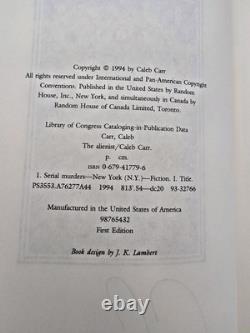 Copyright © 1994 by Caleb Carr
All rights reserved under International and Pan-American Copyright
Conventions. Published in the United States by Random
House, Inc., New York, and simultaneously in Canada by
Random House of Canada Limited, Toronto.
Library of Congress Cataloging-in-Publication Data
Carr, Caleb
The alienist/Caleb Carr.
p. cm.
ISBN 0-679-41779-6
1. Serial murders—New York (N.Y.)—Fiction. I. Title.
PS3553.A76277A44 1994 813'.54—dc20 93-32766
Manufactured in the United States of America
98765432
First Edition
Book design by J. K. Lambert
thumbimg.com